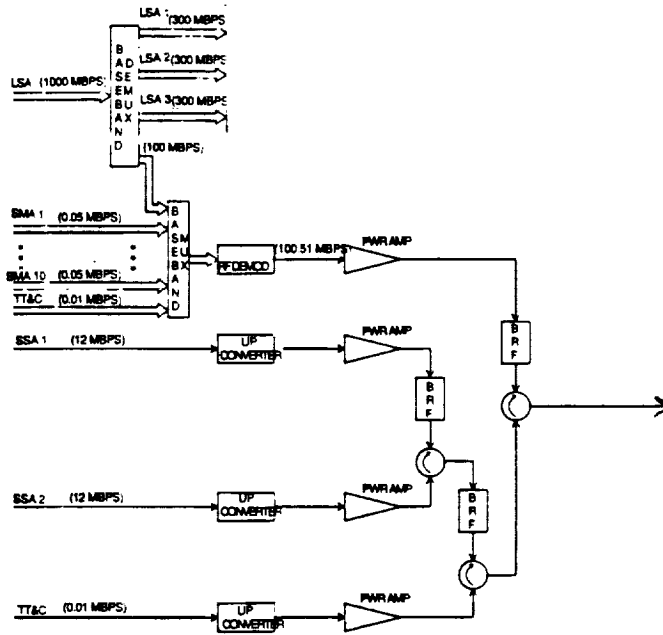 LSA 1
(300 MBPS)
LSA 2 (300 MBPS
LSA (1000 MBPS)
BASEBAND
DEMUX
LSA 3 (300 MBPS
(100 MBPS)
SMA 1 (0.05 MBPS)
BASEBAND
MUX
(100 51 MBPS)
PWR AMP
RF DEMOD
SMA 10 (0.05 MBPS)
TT&C (0.01 MBPS)
BRF
SSA 1 (12 MBPS)
UP
CONVERTER
PWR AMP
BRF
SSA 2 (12 MBPS)
UP
CONVERTER
PWR AMP
BRF
TT&C (0.01 MBPS)
UP
CONVERTER
PWR AMP